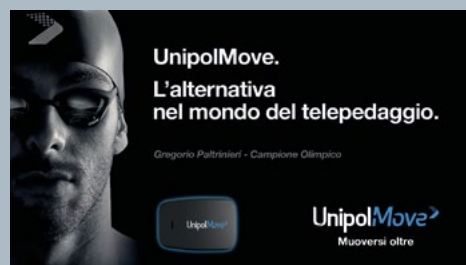 UnipolMove.
L'alternativa
nel mondo del telepedaggio.
Gregorio Paltrinieri - Campione Olimpico
UnipolMove
UnipolMove
Muoversi oltre